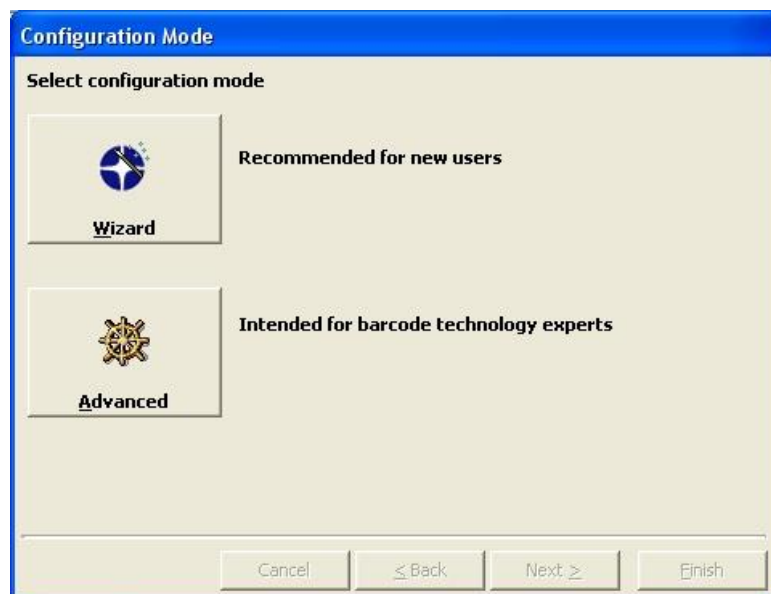 Configuration Mode
Select configuration mode
Recommended for new users
Wizard
Intended for barcode technology experts
Advanced
Cancel
< Back
Next >
Finish